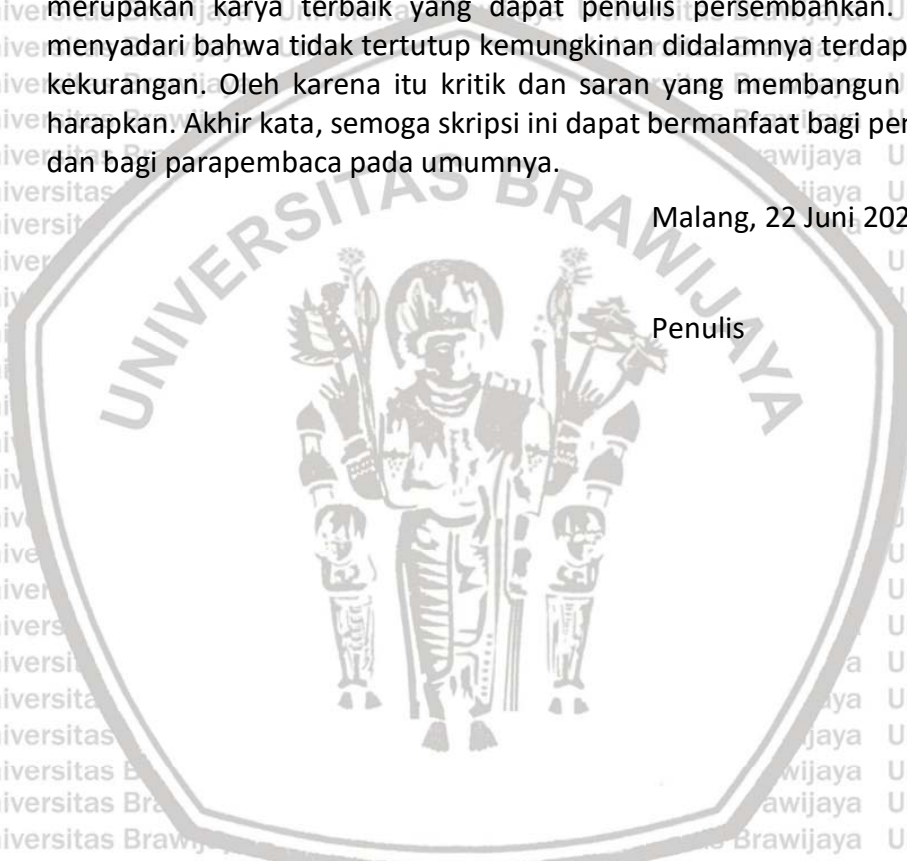 merupakan karya terbaik yang dapat penulis persembahkan.
menyadari bahwa tidak tertutup kemungkinan didalamnya terdap
kekurangan. Oleh karena itu kritik dan saran yang membangun
harapkan. Akhir kata, semoga skripsi ini dapat bermanfaat bagi pen
dan bagi parapembaca pada umumnya.
Malang, 22 Juni 202
Penulis
UNIVERSITAS BRAWIJAYA